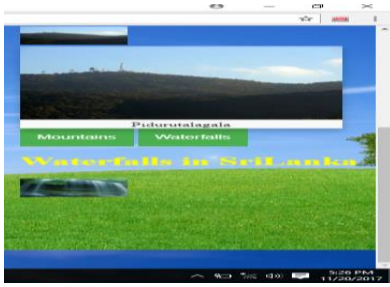 Pidurutalagala
Mountains Waterfalls
Waterfalls in SriLanka
5:26 PM
11/20/2017